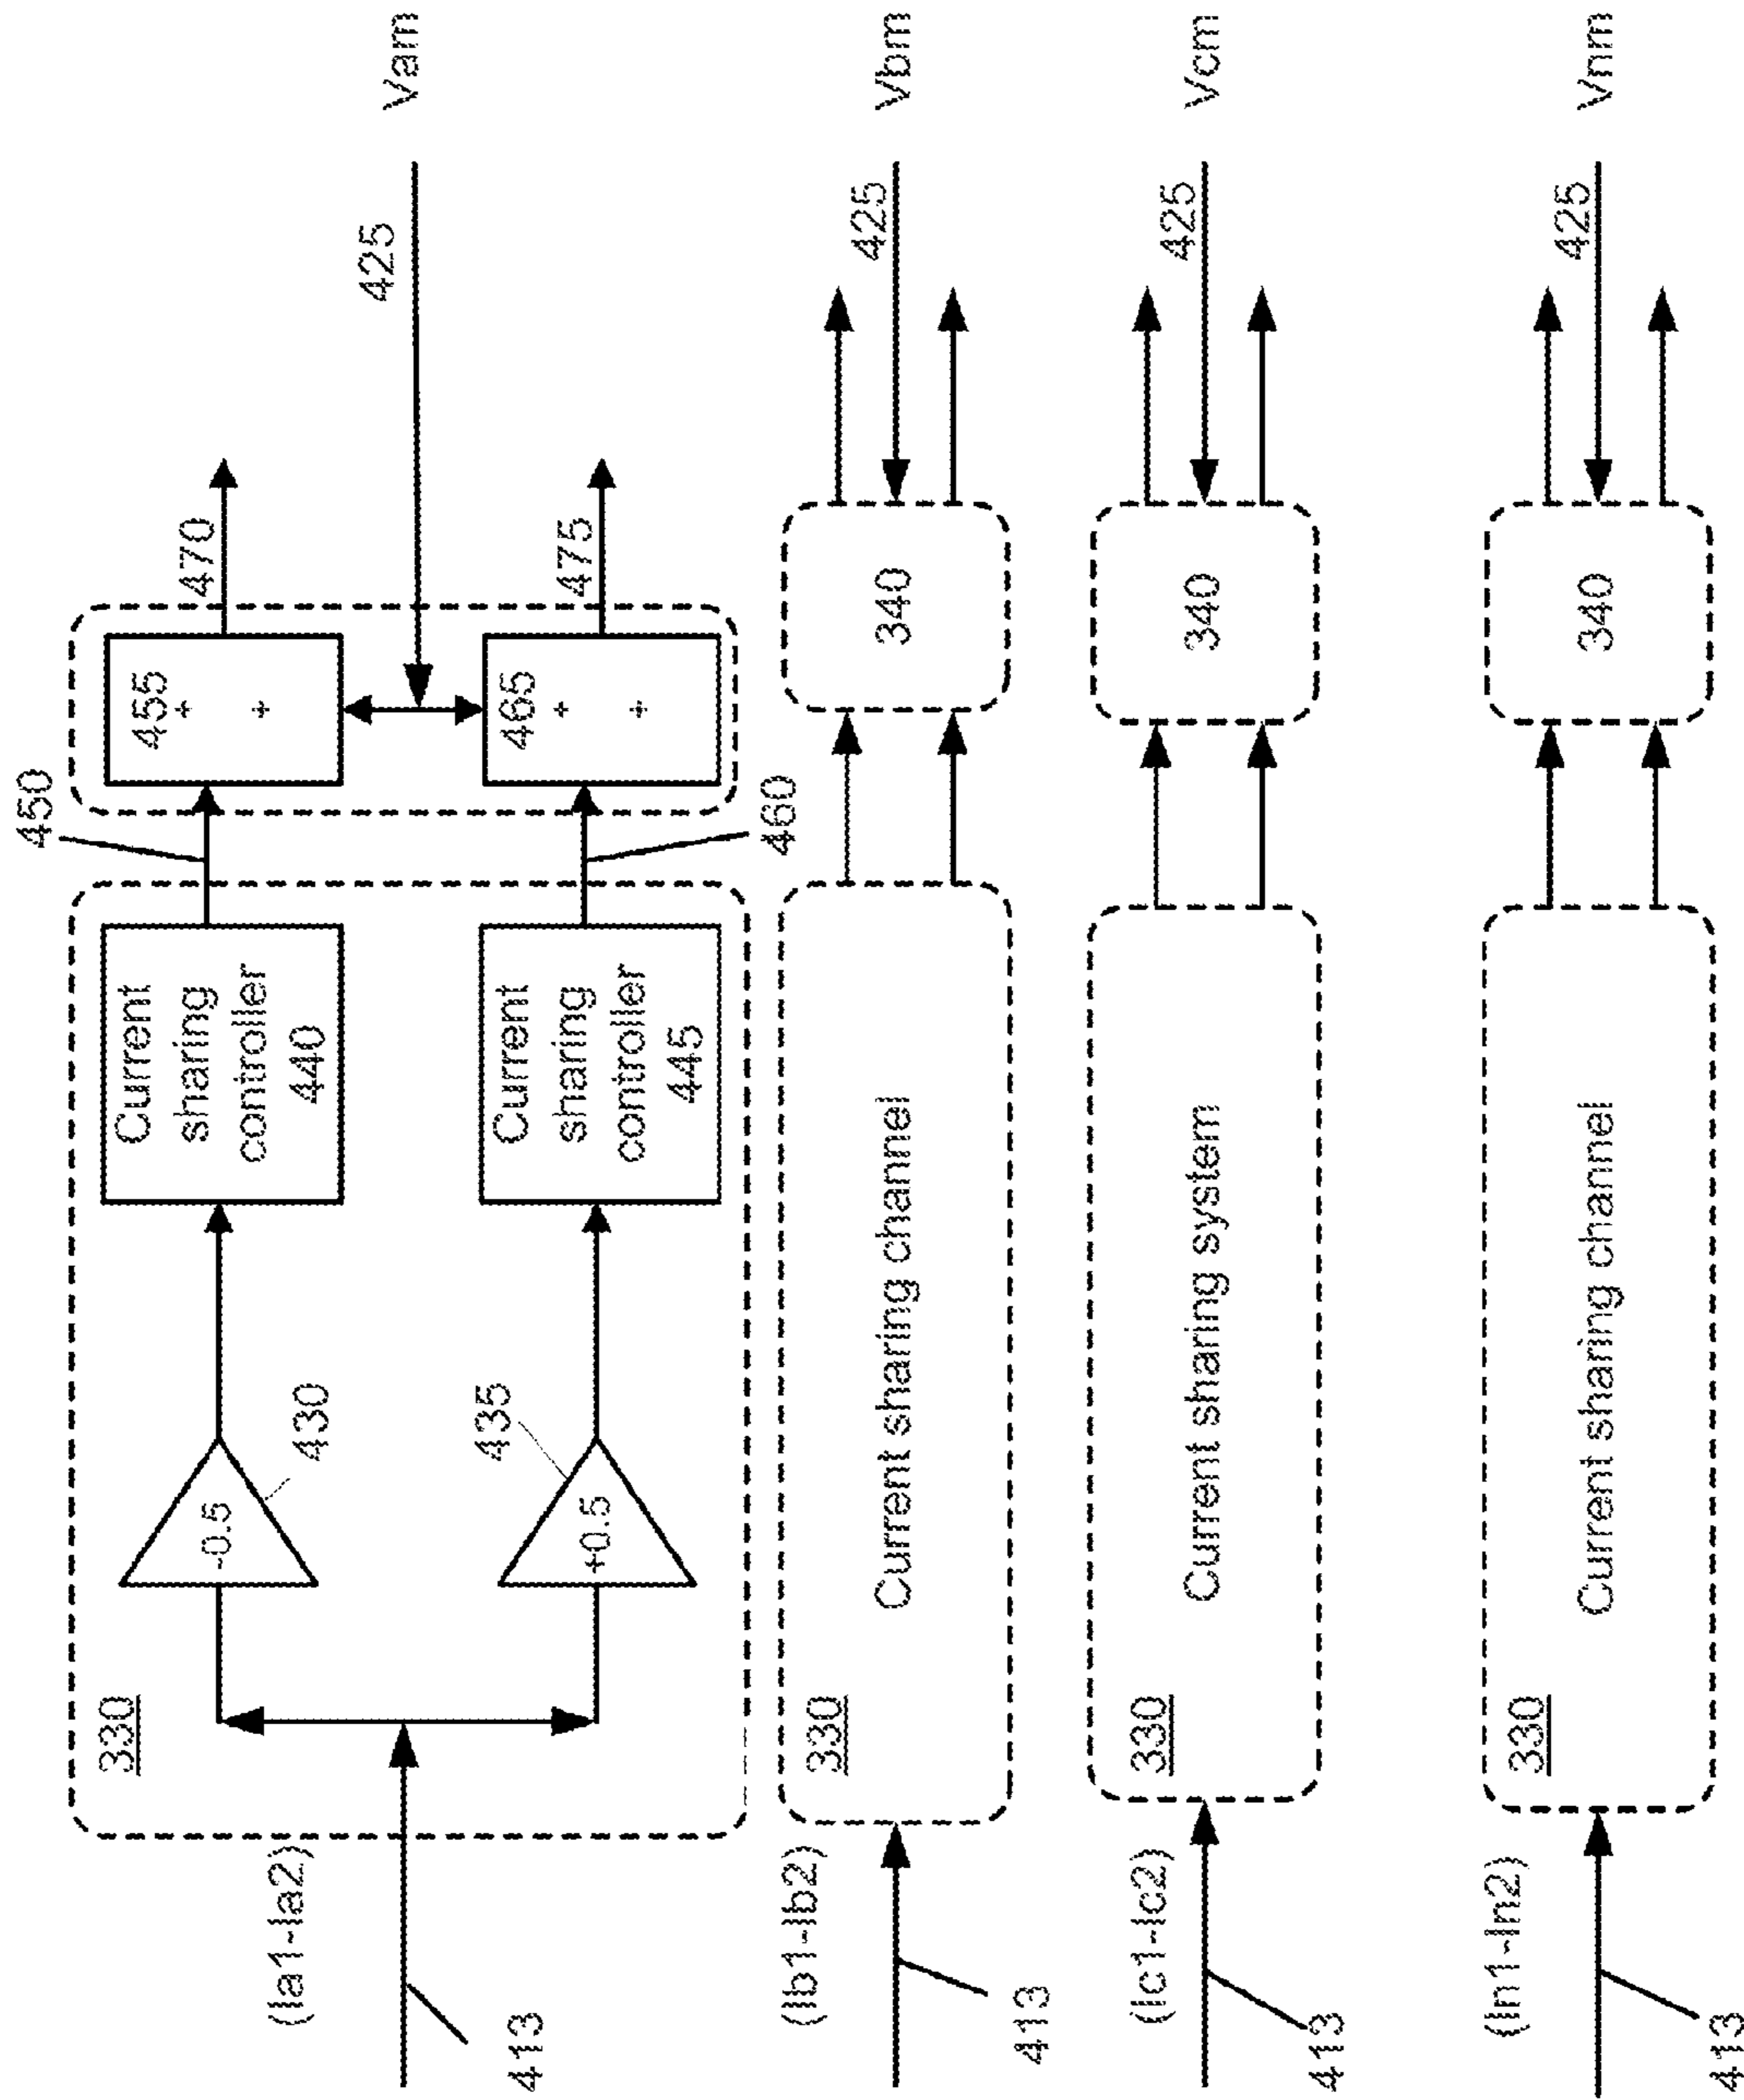 (Ia1-Ia2)
413
330
-0.5
430
+0.5
435
Current
sharing
controller
440
Current
sharing
controller
445
450
460
455
+
+
465
+
+
470
475
425
Vam
(Ib1-Ib2)
413
330
Current sharing channel
340
425
Vbm
(Ic1-Ic2)
413
330
Current sharing system
340
425
Vcm
(In1-In2)
413
330
Current sharing channel
340
425
Vnm